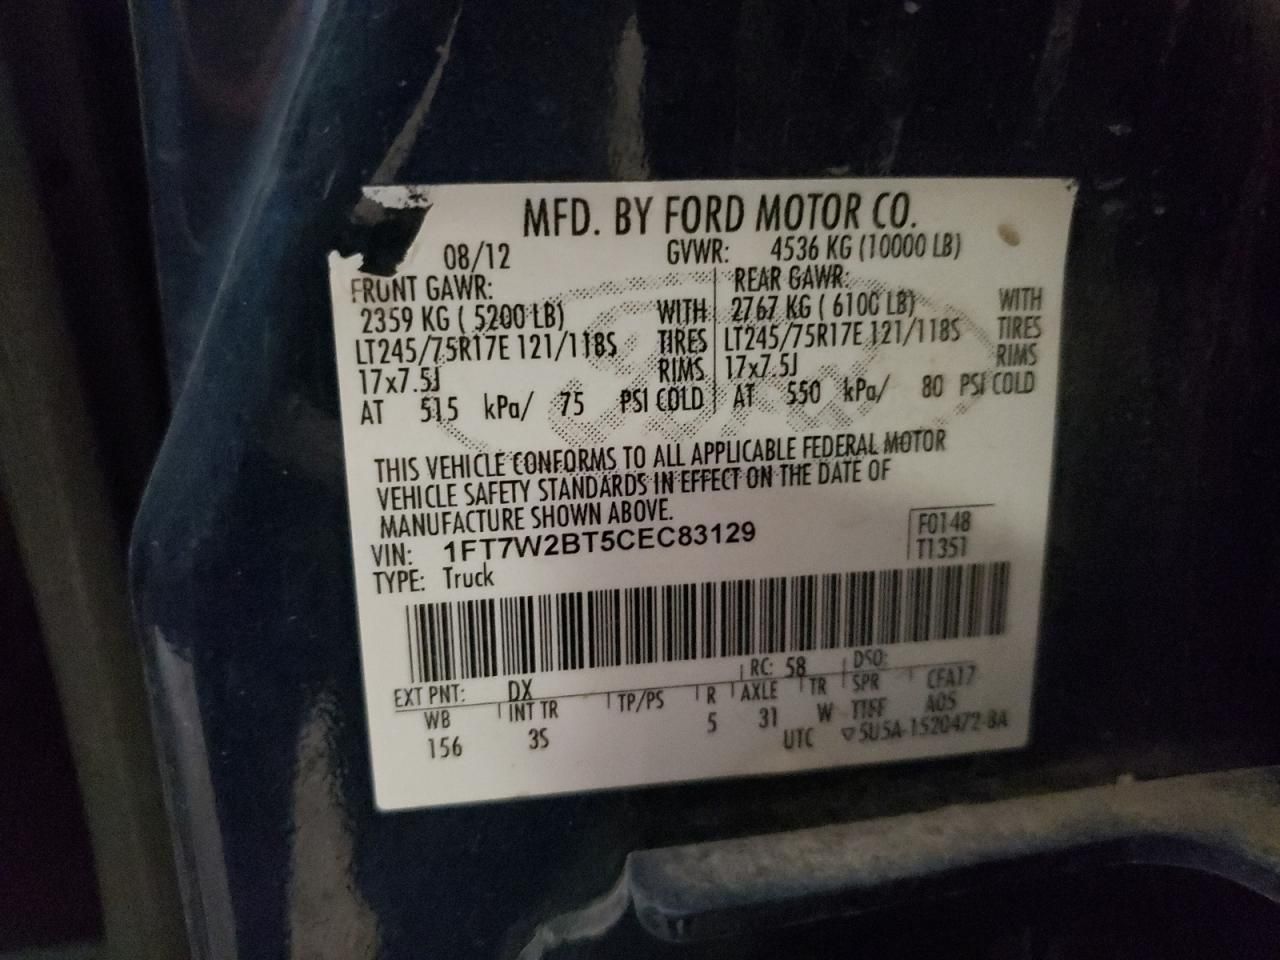 MFD. BY FORD MOTOR CO.
08/12 GVWR: 4536 KG (10000 LB)
FRONT GAWR: REAR GAWR:
2359 KG ( 5200 LB) WITH 2767 KG ( 6100 LB) WITH
LT245/75R17E 121/118S TIRES LT245/75R17E 121/118S TIRES
17x7.5J RIMS 17x7.5J RIMS
AT 515 kPa/ 75 PSI COLD AT 550 kPa/ 80 PSI COLD
THIS VEHICLE CONFORMS TO ALL APPLICABLE FEDERAL MOTOR
VEHICLE SAFETY STANDARDS IN EFFECT ON THE DATE OF
MANUFACTURE SHOWN ABOVE.
VIN: 1FT7W2BT5CEC83129 F0148
TYPE: Truck T1351
EXT PNT: DX RC: 58 DSO:
WB INT TR TP/PS R AXLE TR SPR CFA17
156 3S 5 31 W A05
UTC ▽5U5A-1520472-BA